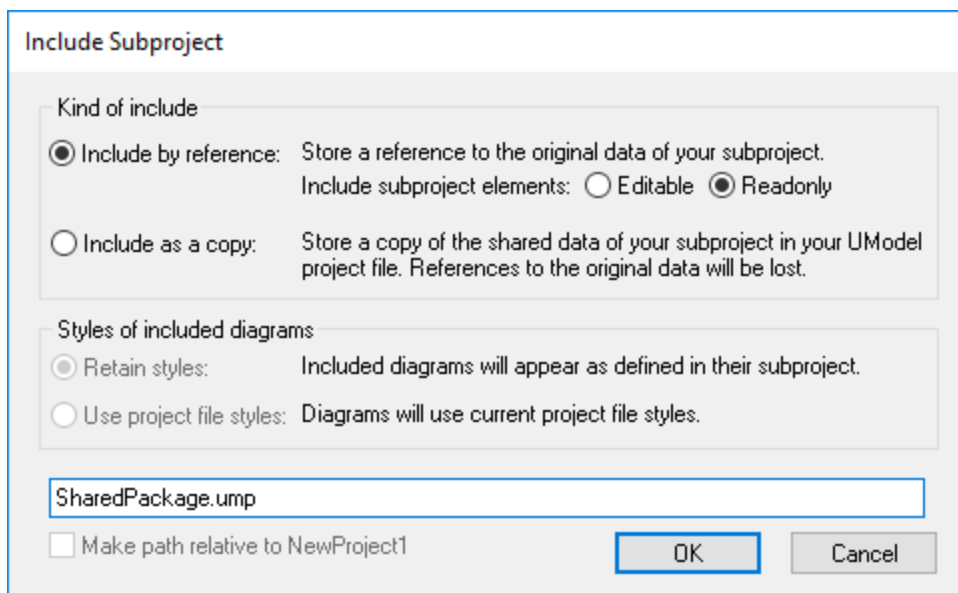 Include Subproject
Kind of include
Include by reference: Store a reference to the original data of your subproject.
Include subproject elements: Editable Readonly
Include as a copy: Store a copy of the shared data of your subproject in your UModel
project file. References to the original data will be lost.
Styles of included diagrams
Retain styles: Included diagrams will appear as defined in their subproject.
Use project file styles: Diagrams will use current project file styles.
SharedPackage.ump
Make path relative to NewProject1
OK Cancel